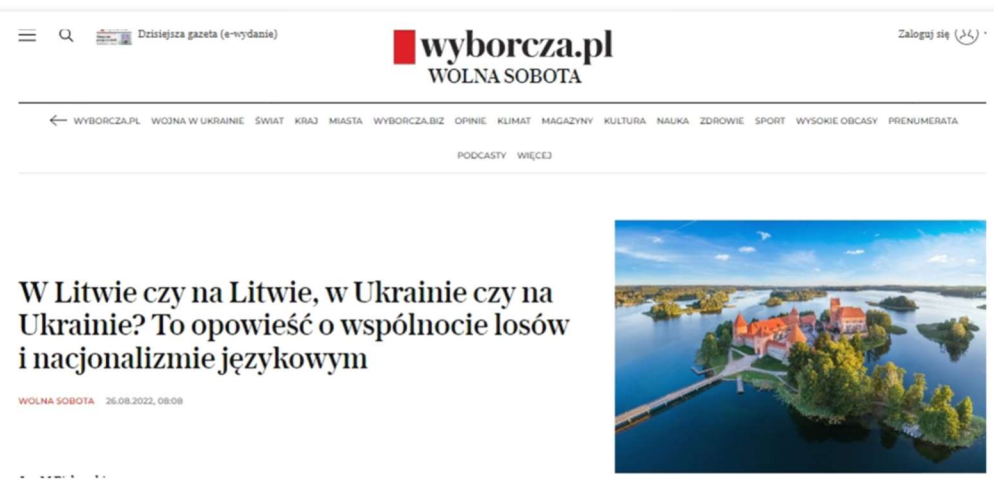 Dzisiejsza gazeta (e-wydanie)
wyborcza.pl
WOLNA SOBOTA
Zaloguj się
WYBORCZA.PL WOJNA W UKRAINIE ŚWIAT KRAJ MIASTA WYBORCZA.BIZ OPINIE KLIMAT MAGAZYNY KULTURA NAUKA ZDROWIE SPORT WYSOKIE OBCASY PRENUMERATA
PODCASTY WIĘCEJ
W Litwie czy na Litwie, w Ukrainie czy na
Ukrainie? To opowieść o wspólnocie losów
i nacjonalizmie językowym
WOLNA SOBOTA 26.08.2022, 08:08